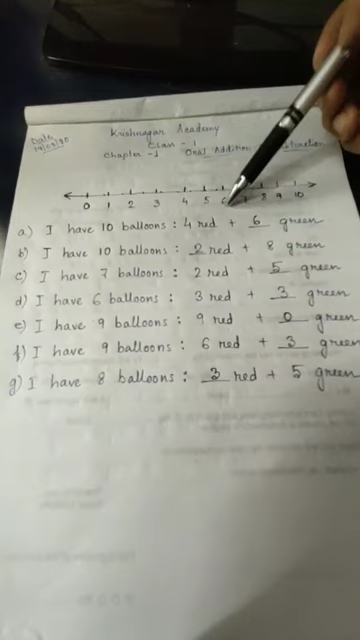 Date
Krishnagar Academy
Class - 1
Chapter - 1 Oral Addition
0 1 2 3 4 5 6 7 8 9 10
a) I have 10 balloons : 4 red + 6 green
b) I have 10 balloons : 2 red + 8 green
c) I have 7 balloons : 2 red + 5 green
d) I have 6 balloons : 3 red + 3 green
e) I have 9 balloons : 9 red + 0 green
f) I have 9 balloons : 6 red + 3 green
g) I have 8 balloons : 3 red + 5 green